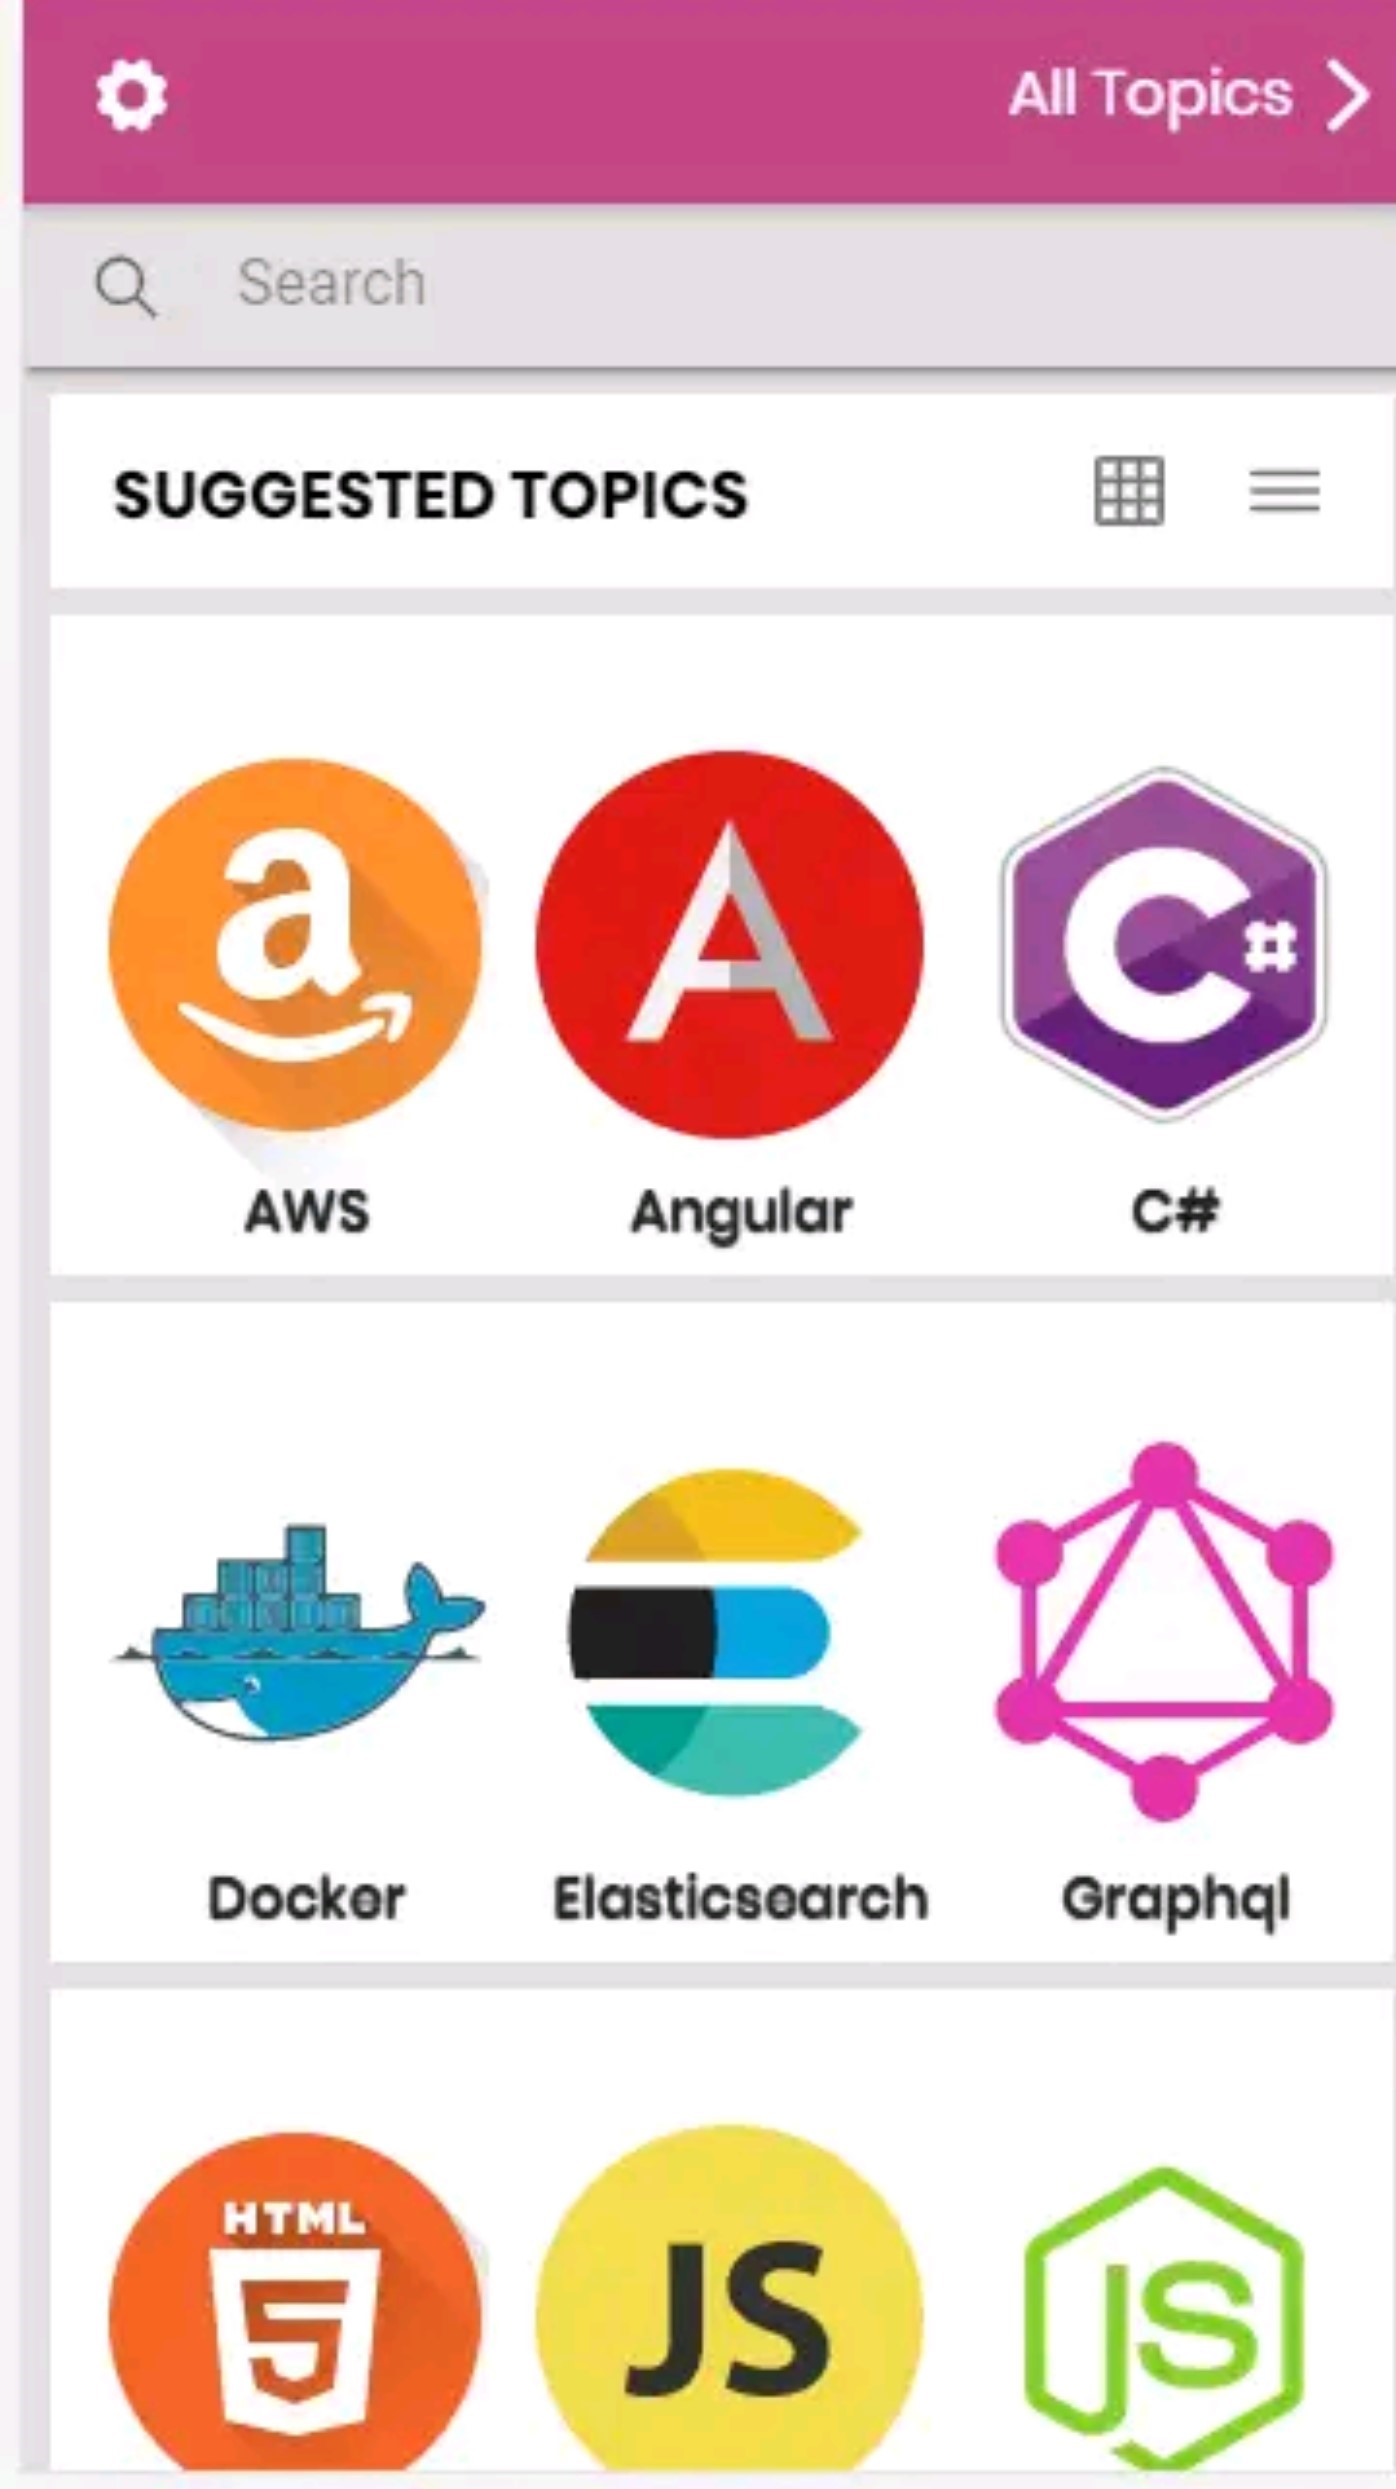 All Topics
Search
SUGGESTED TOPICS
a
A
C#
AWS
Angular
C#
Docker
Elasticsearch
Graphql
HTML
5
JS
JS